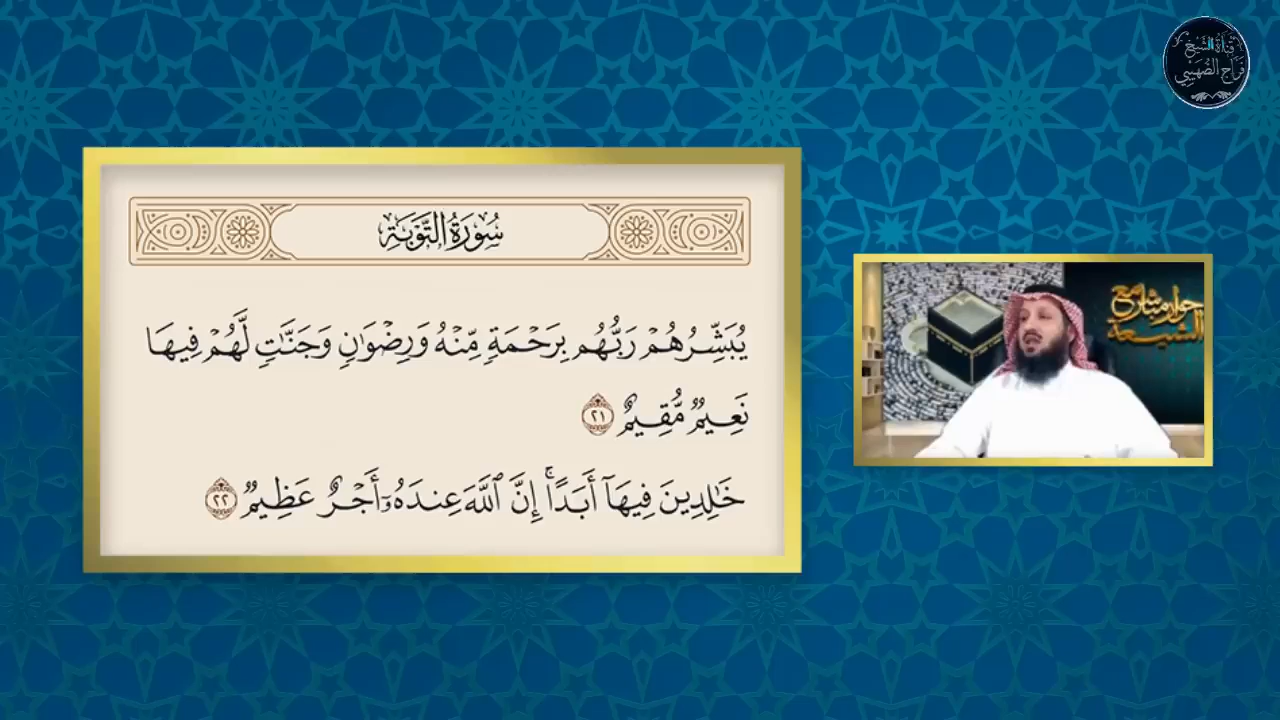 قناة الشيخ
فراج الصهيبي
سُورَةُ التَّوْبَةِ
يُبَشِّرُهُمْ رَبُّهُم بِرَحْمَةٍ مِّنْهُ وَرِضْوَٰنٍ وَجَنَّـٰتٍ لَّهُمْ فِيهَا
نَعِيمٌ مُّقِيمٌ ٢١
خَـٰلِدِينَ فِيهَآ أَبَدًا ۚ إِنَّ ٱللَّهَ عِندَهُۥٓ أَجْرٌ عَظِيمٌ ٢٢
حوار مباشر مع
الشيعة